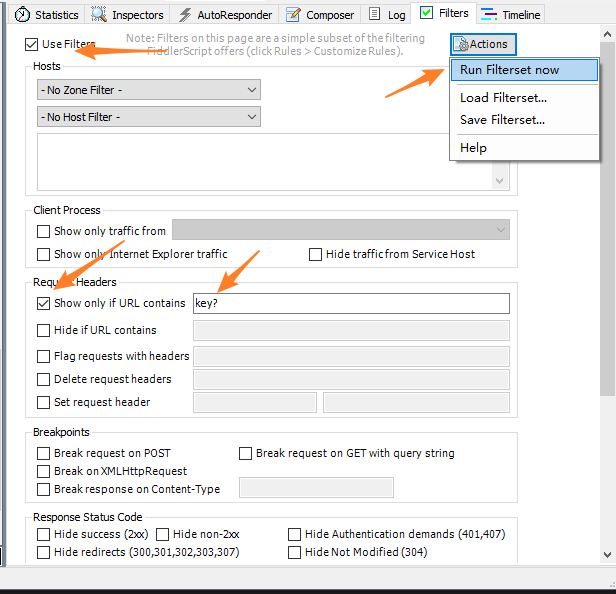 Statistics Inspectors AutoResponder Composer Log Filters Timeline
Use Filters Note: Filters on this page are a simple subset of the filtering
FiddlerScript offers (click Rules > Customize Rules).
Actions
Run Filterset now
Load Filterset...
Save Filterset...
Help
Hosts
- No Zone Filter -
- No Host Filter -
Client Process
Show only traffic from
Show only Internet Explorer traffic Hide traffic from Service Host
Request Headers
Show only if URL contains key?
Hide if URL contains
Flag requests with headers
Delete request headers
Set request header
Breakpoints
Break request on POST Break request on GET with query string
Break on XMLHttpRequest
Break response on Content-Type
Response Status Code
Hide success (2xx) Hide non-2xx Hide Authentication demands (401,407)
Hide redirects (300,301,302,303,307) Hide Not Modified (304)